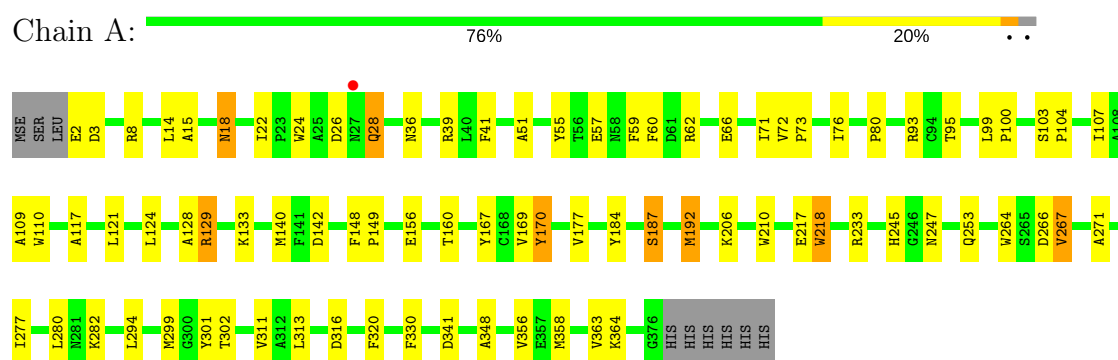 Chain A:
76%
20%
• •
MSE SER LEU E2 D3 R8 L14 A15 N18 I22 P23 W24 A25 D26 N27 Q28 N36 R39 L40 F41 A51 Y55 T56 E57 N58 F59 F60 D61 R62 E66 I71 V72 P73 I76 P80 R93 C94 T95 L99 P100 S103 P104 I107 A108
A109 W110 A117 L121 L124 A128 R129 K133 M140 F141 D142 F148 P149 E156 T160 Y167 C168 V169 Y170 V177 Y184 S187 M192 K206 W210 E217 W218 R233 H245 G246 N247 Q253 W264 S265 D266 V267 A271
I277 L280 N281 K282 L294 M299 G300 Y301 T302 V311 A312 L313 D316 F320 F330 D341 A348 V356 E357 M358 V363 K364 G376 HIS HIS HIS HIS HIS HIS